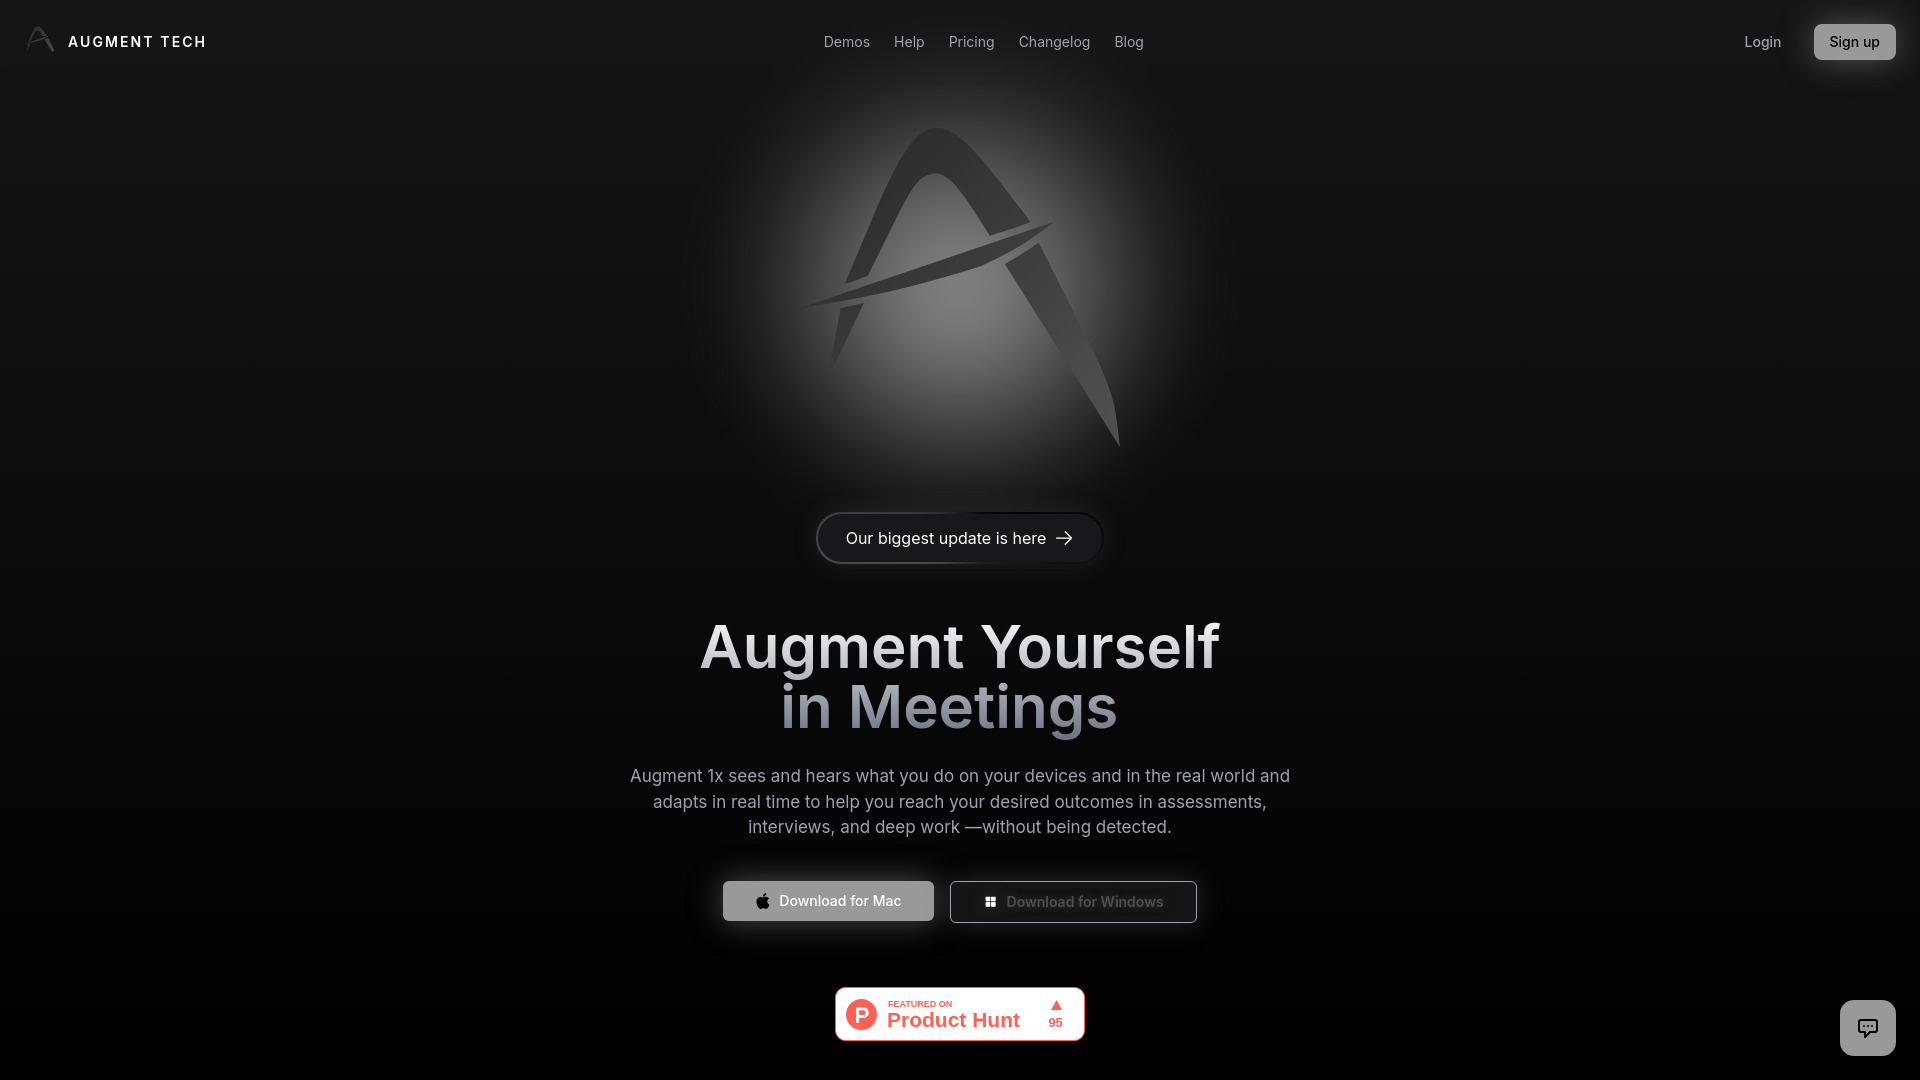 AUGMENT TECH
Demos Help Pricing Changelog Blog
Login
Sign up
Our biggest update is here
Augment Yourself
in Meetings
Augment 1x sees and hears what you do on your devices and in the real world and
adapts in real time to help you reach your desired outcomes in assessments,
interviews, and deep work —without being detected.
Download for Mac
Download for Windows
FEATURED ON
Product Hunt
95